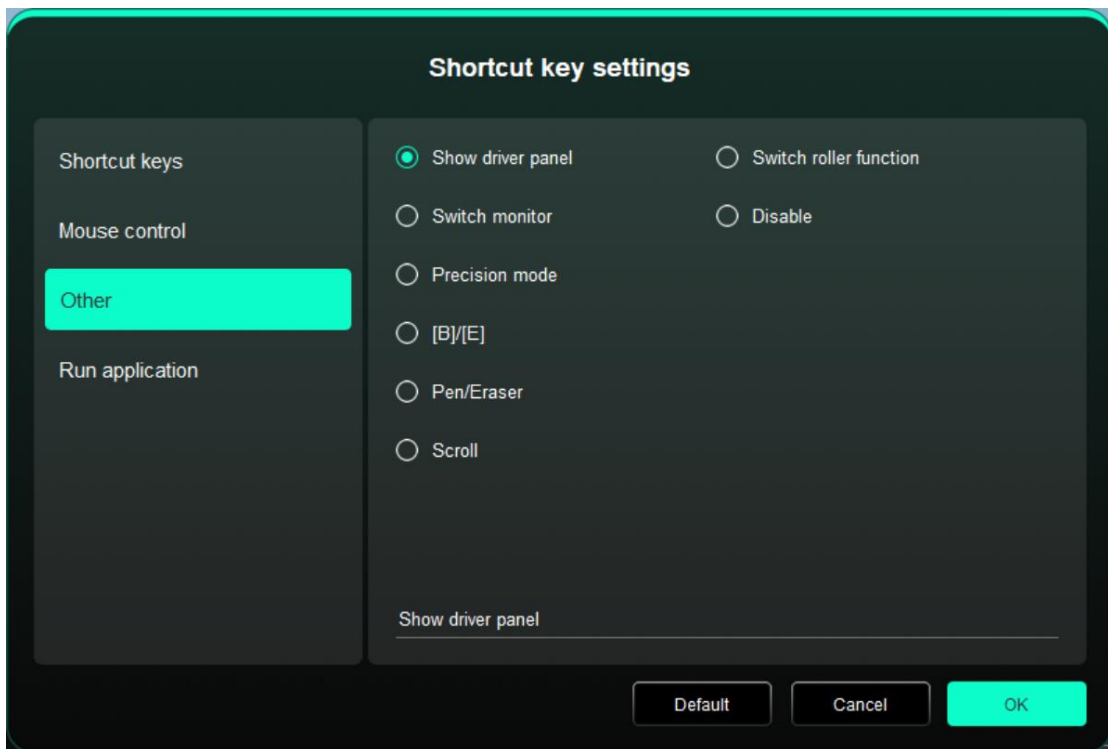 Shortcut key settings
Shortcut keys
Mouse control
Other
Run application
Show driver panel
Switch roller function
Switch monitor
Disable
Precision mode
[B]/[E]
Pen/Eraser
Scroll
Show driver panel
Default
Cancel
OK